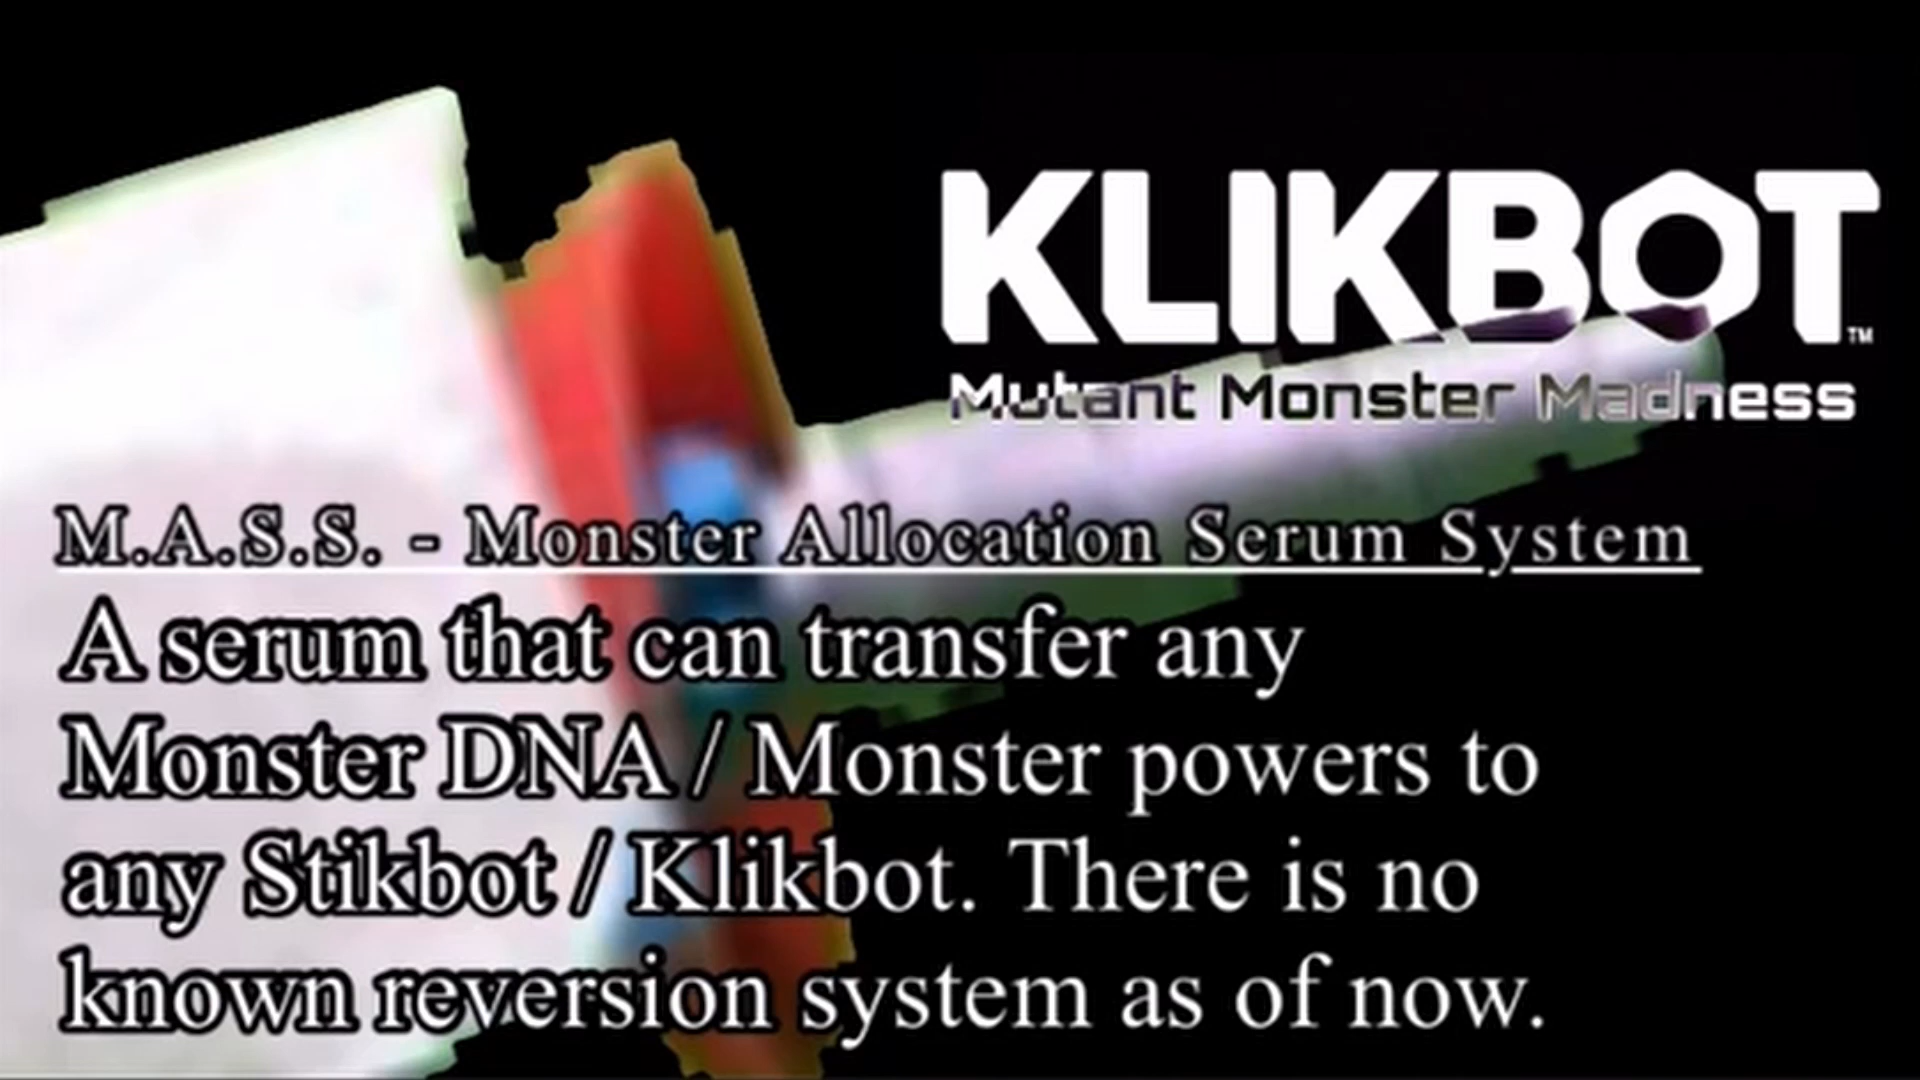 KLIKBOT™
Mutant Monster Madness
M.A.S.S. - Monster Allocation Serum System
A serum that can transfer any
Monster DNA / Monster powers to
any Stikbot / Klikbot. There is no
known reversion system as of now.